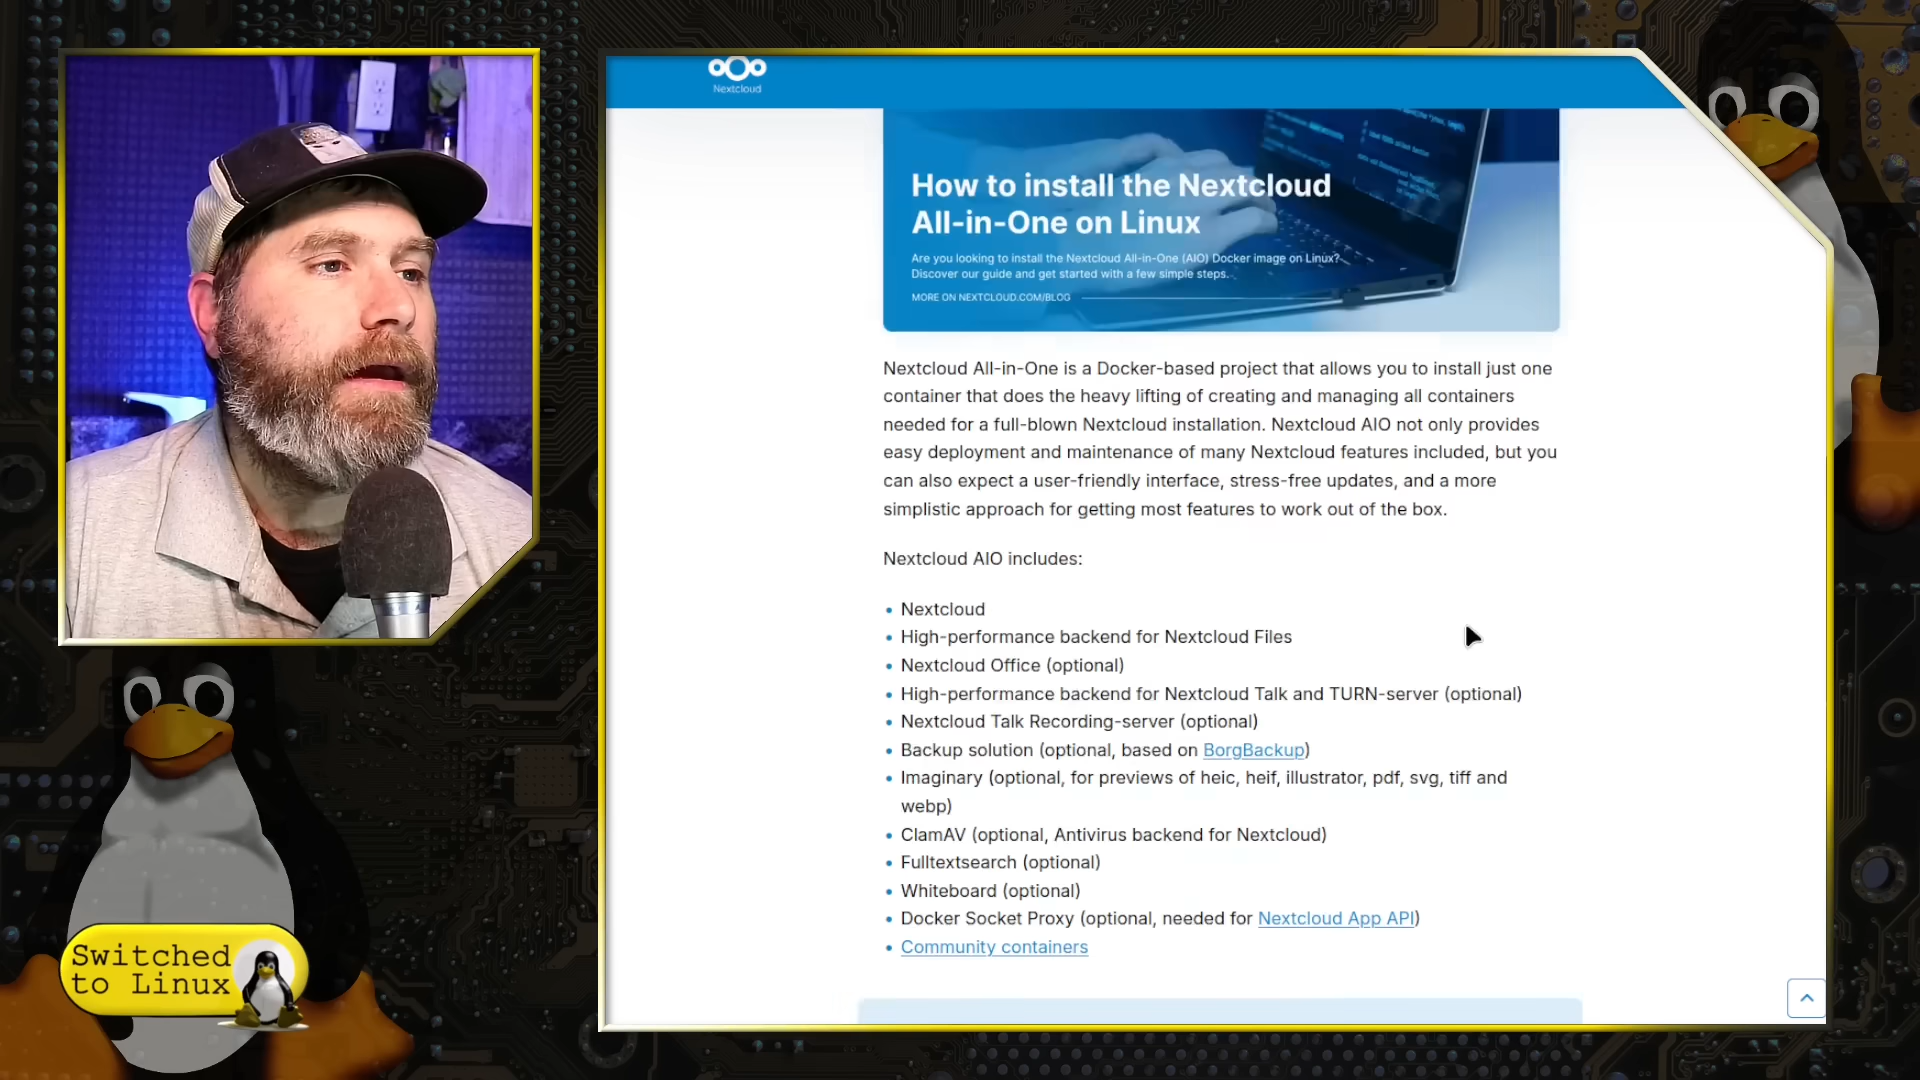 Nextcloud
How to install the Nextcloud
All-in-One on Linux
Are you looking to install the Nextcloud All-in-One (AIO) Docker image on Linux?
Discover our guide and get started with a few simple steps.
MORE ON NEXTCLOUD.COM/BLOG
Nextcloud All-in-One is a Docker-based project that allows you to install just one
container that does the heavy lifting of creating and managing all containers
needed for a full-blown Nextcloud installation. Nextcloud AIO not only provides
easy deployment and maintenance of many Nextcloud features included, but you
can also expect a user-friendly interface, stress-free updates, and a more
simplistic approach for getting most features to work out of the box.
Nextcloud AIO includes:
• Nextcloud
• High-performance backend for Nextcloud Files
• Nextcloud Office (optional)
• High-performance backend for Nextcloud Talk and TURN-server (optional)
• Nextcloud Talk Recording-server (optional)
• Backup solution (optional, based on BorgBackup)
• Imaginary (optional, for previews of heic, heif, illustrator, pdf, svg, tiff and
webp)
• ClamAV (optional, Antivirus backend for Nextcloud)
• Fulltextsearch (optional)
• Whiteboard (optional)
• Docker Socket Proxy (optional, needed for Nextcloud App API)
• Community containers
Switched
to Linux